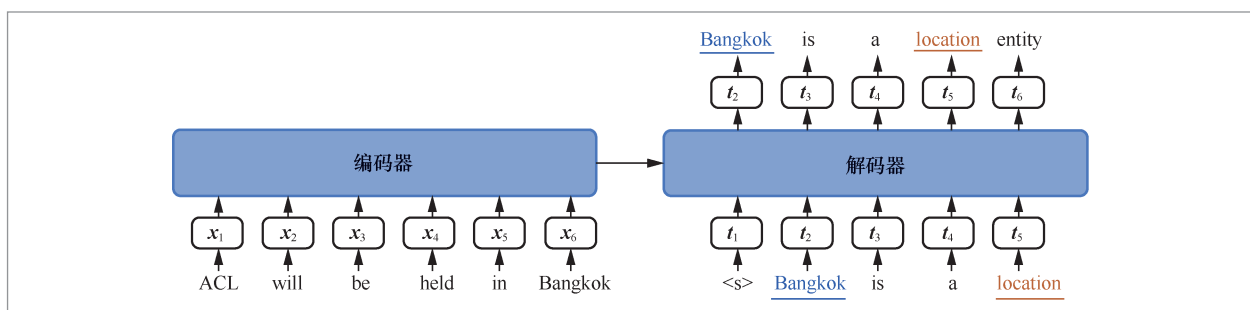 Bangkok is a location entity
t₂ t₃ t₄ t₅ t₆
编码器 解码器
x₁ x₂ x₃ x₄ x₅ x₆ t₁ t₂ t₃ t₄ t₅
ACL will be held in Bangkok <s> Bangkok is a location